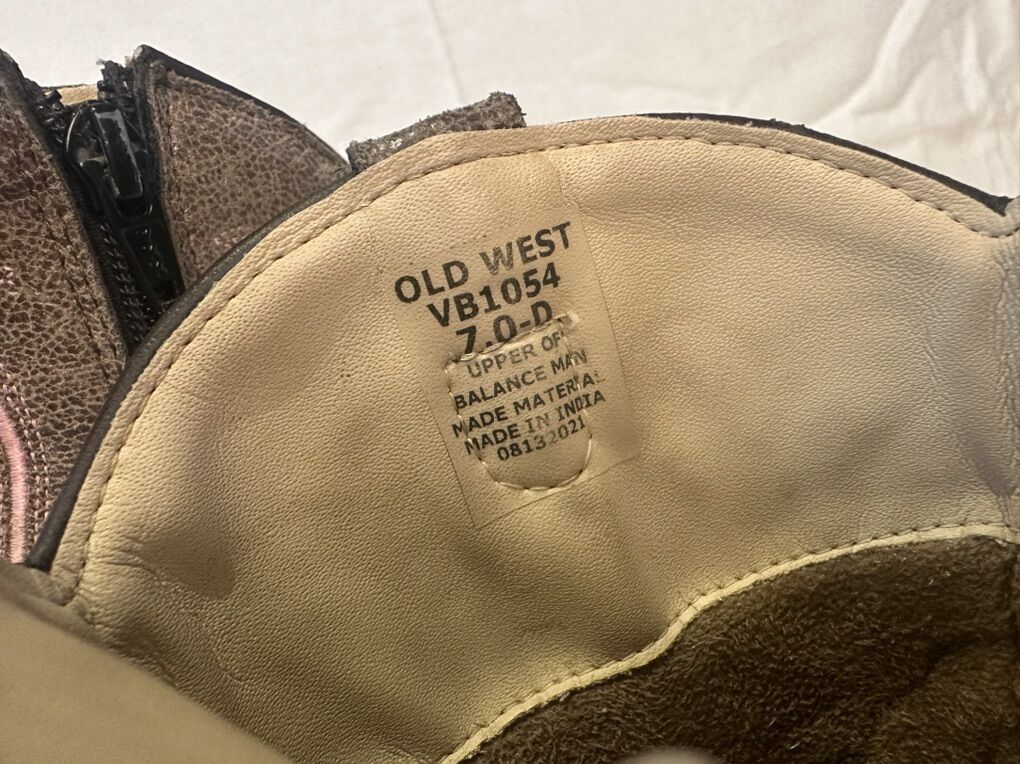 OLD WEST
VB1054
7.0-D
UPPER OF
BALANCE MAN
MADE MATERIAL
MADE IN INDIA
08132021